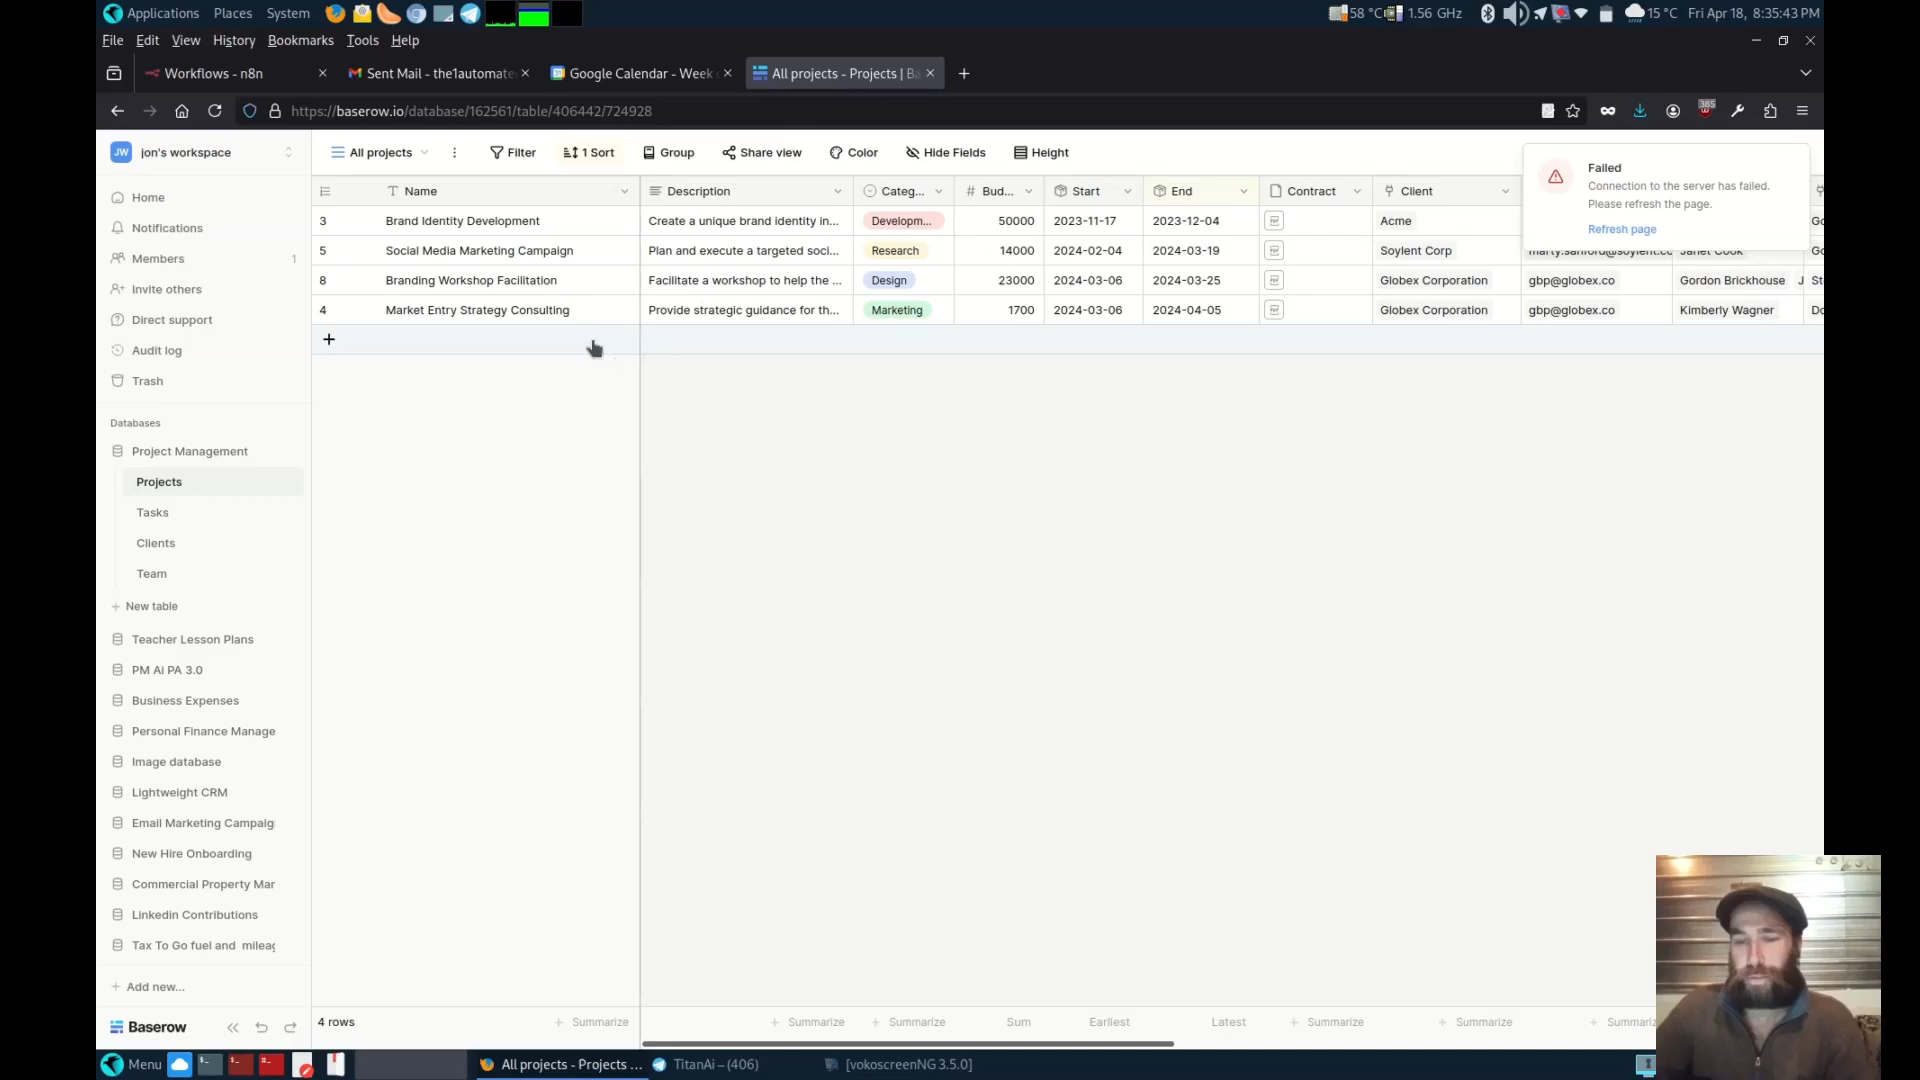 Applications Places System 58 °C 1.56 GHz 15 °C Fri Apr 18, 8:35:43 PM
File Edit View History Bookmarks Tools Help
Workflows - n8n Sent Mail - the1automate Google Calendar - Week All projects - Projects | Ba
https://baserow.io/database/162561/table/406442/724928 385
JW jon's workspace All projects Filter 1 Sort Group Share view Color Hide Fields Height
Failed
Connection to the server has failed.
Please refresh the page.
Refresh page
Name Description Categ... Bud... Start End Contract Client
3 Brand Identity Development Create a unique brand identity in... Developm... 50000 2023-11-17 2023-12-04 Acme Go
5 Social Media Marketing Campaign Plan and execute a targeted soci... Research 14000 2024-02-04 2024-03-19 Soylent Corp marty.sanford@soylent.cc Janet Cook Go
8 Branding Workshop Facilitation Facilitate a workshop to help the ... Design 23000 2024-03-06 2024-03-25 Globex Corporation gbp@globex.co Gordon Brickhouse J St
4 Market Entry Strategy Consulting Provide strategic guidance for th... Marketing 1700 2024-03-06 2024-04-05 Globex Corporation gbp@globex.co Kimberly Wagner Do
+
Home
Notifications
Members 1
Invite others
Direct support
Audit log
Trash
Databases
Project Management
Projects
Tasks
Clients
Team
+ New table
Teacher Lesson Plans
PM Ai PA 3.0
Business Expenses
Personal Finance Manage
Image database
Lightweight CRM
Email Marketing Campaig
New Hire Onboarding
Commercial Property Mar
Linkedin Contributions
Tax To Go fuel and mileag
+ Add new...
Baserow
4 rows + Summarize + Summarize + Summarize Sum Earliest Latest + Summarize + Summarize + Summariz
Menu All projects - Projects ... TitanAi – (406) [vokoscreenNG 3.5.0]